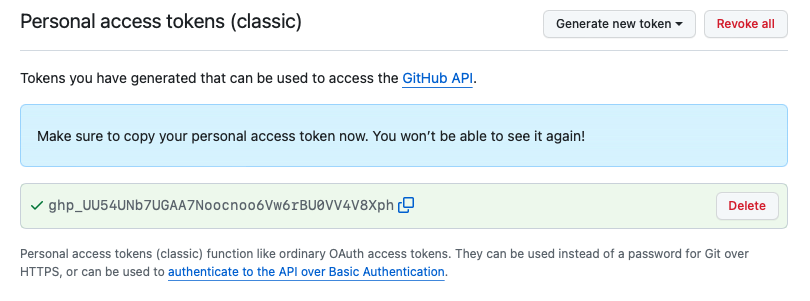 Personal access tokens (classic)
Generate new token
Revoke all
Tokens you have generated that can be used to access the GitHub API.
Make sure to copy your personal access token now. You won’t be able to see it again!
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
Delete
Personal access tokens (classic) function like ordinary OAuth access tokens. They can be used instead of a password for Git over
HTTPS, or can be used to authenticate to the API over Basic Authentication.